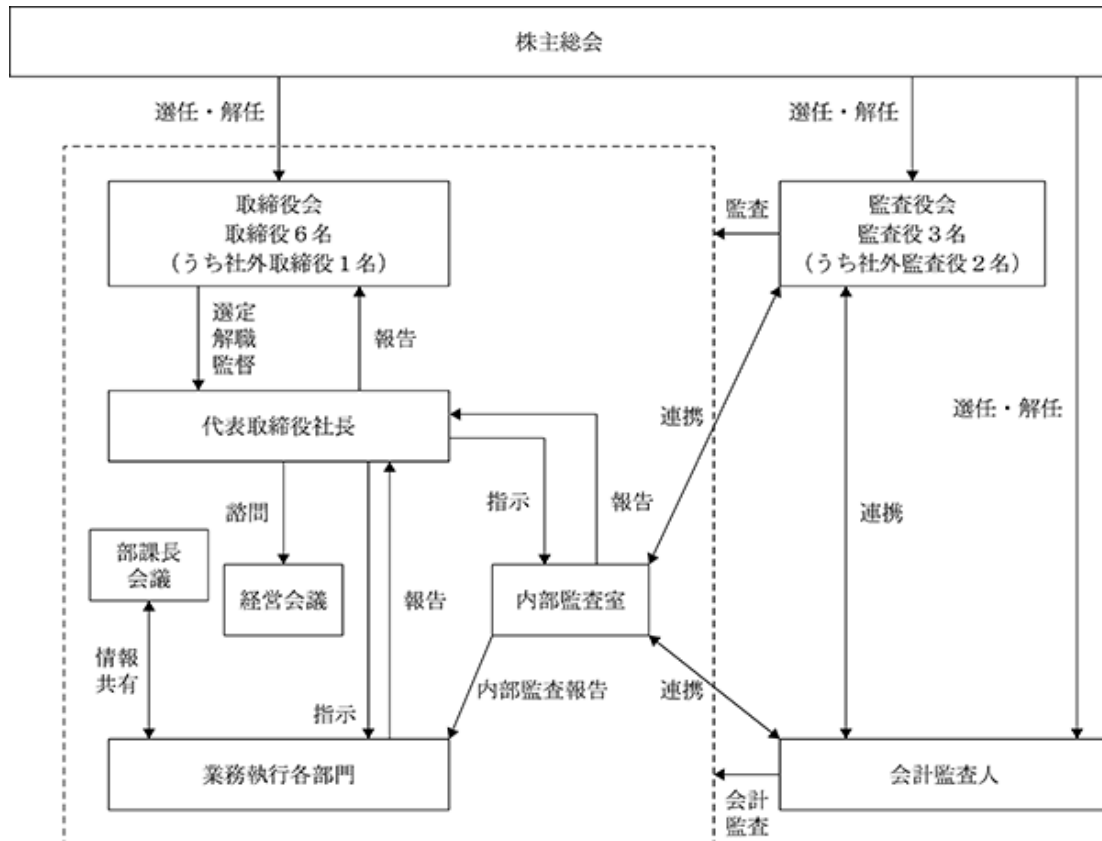 株主総会
選任・解任
選任・解任
取締役会
取締役6名
（うち社外取締役1名）
監査
監査役会
監査役3名
（うち社外監査役2名）
選定
解職
監督
報告
代表取締役社長
連携
選任・解任
諮問
指示
報告
連携
部課長
会議
経営会議
報告
内部監査室
情報
共有
指示
内部監査報告
連携
業務執行各部門
会計監査人
会計
監査